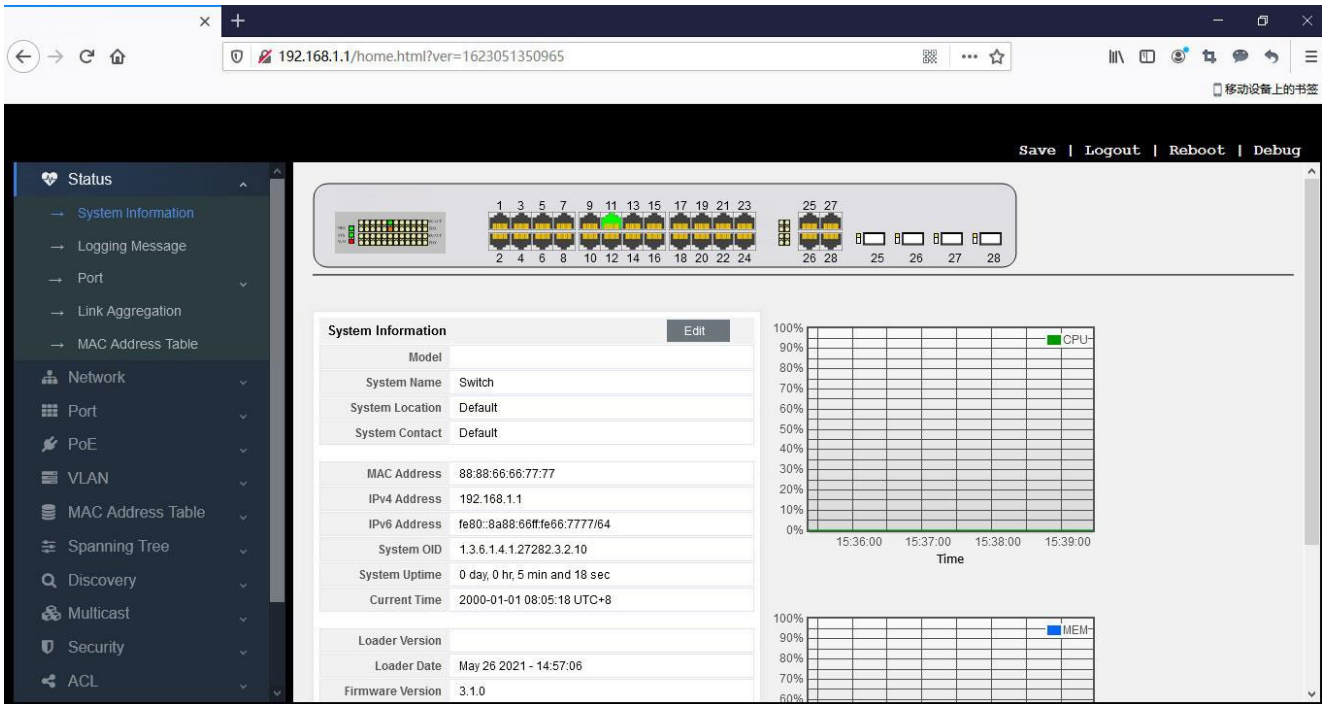 192.168.1.1/home.html?ver=1623051350965
移动设备上的书签
Save | Logout | Reboot | Debug
Status
→ System Information
→ Logging Message
→ Port
→ Link Aggregation
→ MAC Address Table
Network
Port
PoE
VLAN
MAC Address Table
Spanning Tree
Discovery
Multicast
Security
ACL
1 3 5 7 9 11 13 15 17 19 21 23 25 27
2 4 6 8 10 12 14 16 18 20 22 24 26 28 25 26 27 28
System Information Edit
Model
System Name Switch
System Location Default
System Contact Default
MAC Address 88:88:66:66:77:77
IPv4 Address 192.168.1.1
IPv6 Address fe80::8a88:66ff:fe66:7777/64
System OID 1.3.6.1.4.1.27282.3.2.10
System Uptime 0 day, 0 hr, 5 min and 18 sec
Current Time 2000-01-01 08:05:18 UTC+8
Loader Version
Loader Date May 26 2021 - 14:57:06
Firmware Version 3.1.0
100%
CPU
90%
80%
70%
60%
50%
40%
30%
20%
10%
0%
15:36:00 15:37:00 15:38:00 15:39:00
Time
100%
MEM
90%
80%
70%
60%